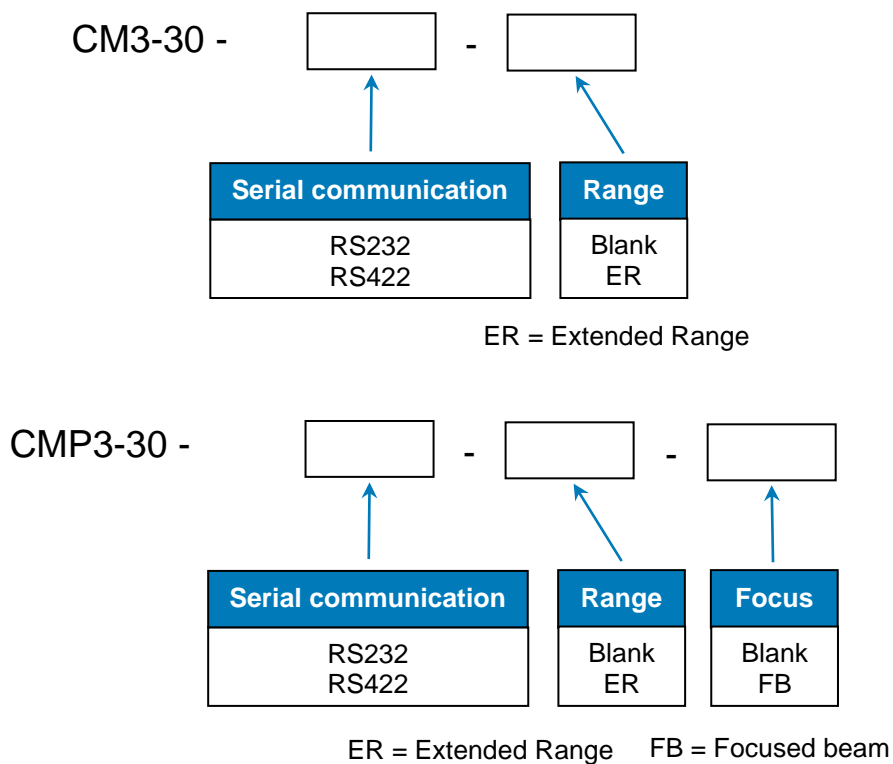 CM3-30 - -
Serial communication Range
RS232 Blank
RS422 ER
ER = Extended Range
CMP3-30 - - -
Serial communication Range Focus
RS232 Blank Blank
RS422 ER FB
ER = Extended Range FB = Focused beam